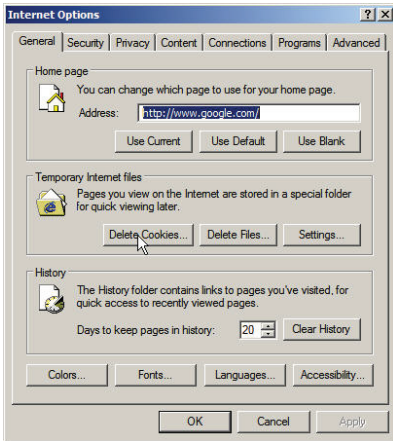 Internet Options
General Security Privacy Content Connections Programs Advanced
Home page
You can change which page to use for your home page.
Address: http://www.google.com/
Use Current Use Default Use Blank
Temporary Internet files
Pages you view on the Internet are stored in a special folder
for quick viewing later.
Delete Cookies... Delete Files... Settings...
History
The History folder contains links to pages you've visited, for
quick access to recently viewed pages.
Days to keep pages in history: 20 Clear History
Colors... Fonts... Languages... Accessibility...
OK Cancel Apply